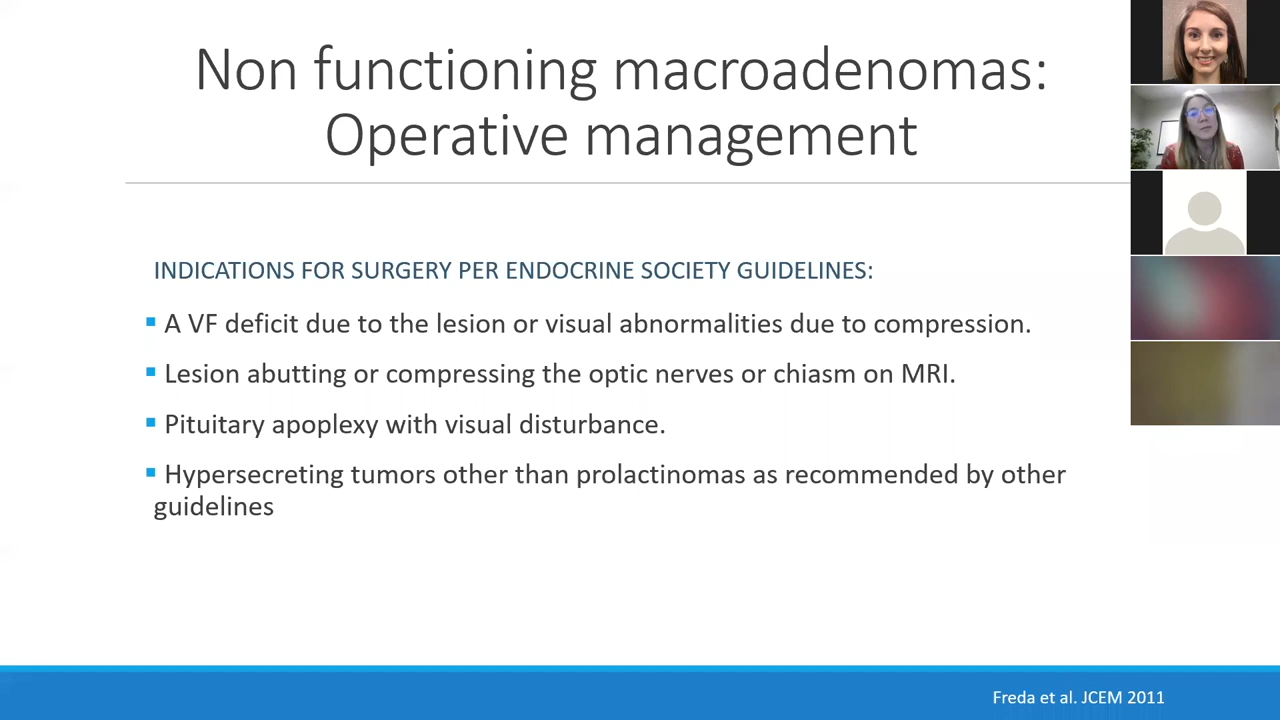 Non functioning macroadenomas:
Operative management
INDICATIONS FOR SURGERY PER ENDOCRINE SOCIETY GUIDELINES:
A VF deficit due to the lesion or visual abnormalities due to compression.
Lesion abutting or compressing the optic nerves or chiasm on MRI.
Pituitary apoplexy with visual disturbance.
Hypersecreting tumors other than prolactinomas as recommended by other
guidelines
Freda et al. JCEM 2011